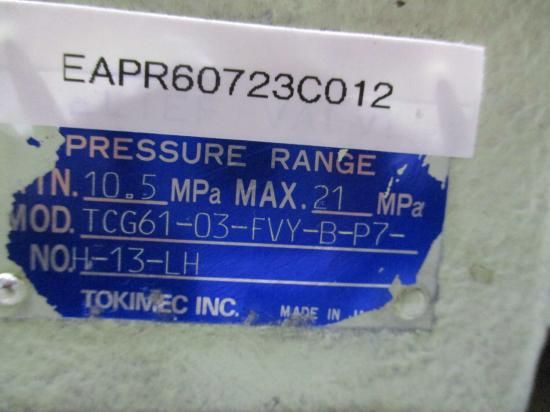 EAPR60723C012
PRESSURE RANGE
10.5 MPa MAX. 21 MPa
MOD. TCG61-03-FVY-B-P7-
NO. H-13-LH
TOKIMEC INC. MADE IN